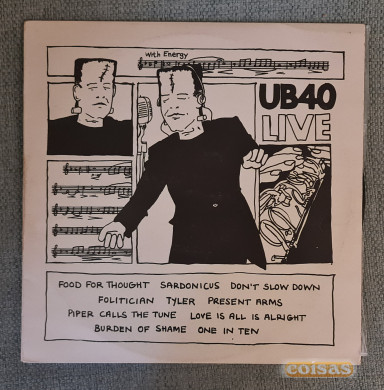 with Energy
UB40
LIVE
FOOD FOR THOUGHT SARDONICUS DON'T SLOW DOWN
FOLITICIAN TYLER PRESENT ARMS
PIPER CALLS THE TUNE LOVE IS ALL IS ALRIGHT
BURDEN OF SHAME ONE IN TEN
coisas